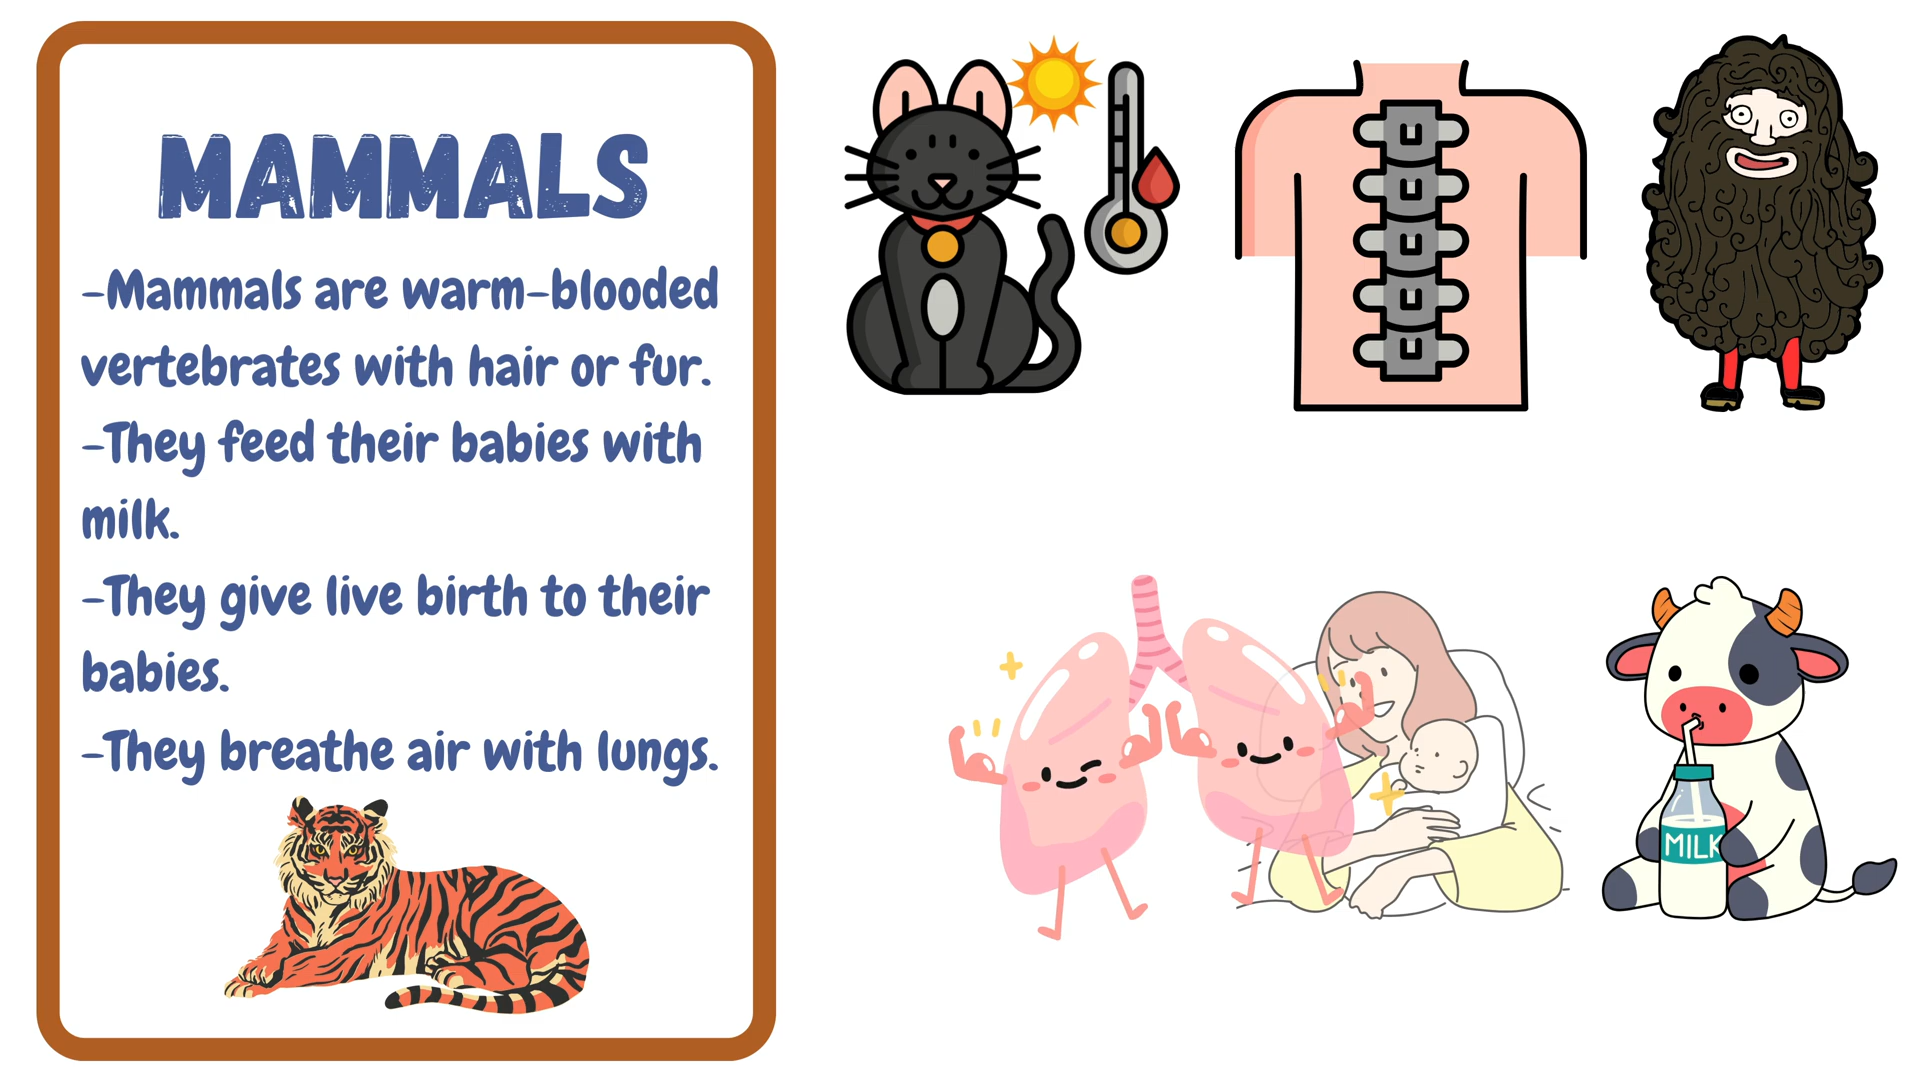 MAMMALS
-Mammals are warm-blooded
vertebrates with hair or fur.
-They feed their babies with
milk.
-They give live birth to their
babies.
-They breathe air with lungs.
MILK